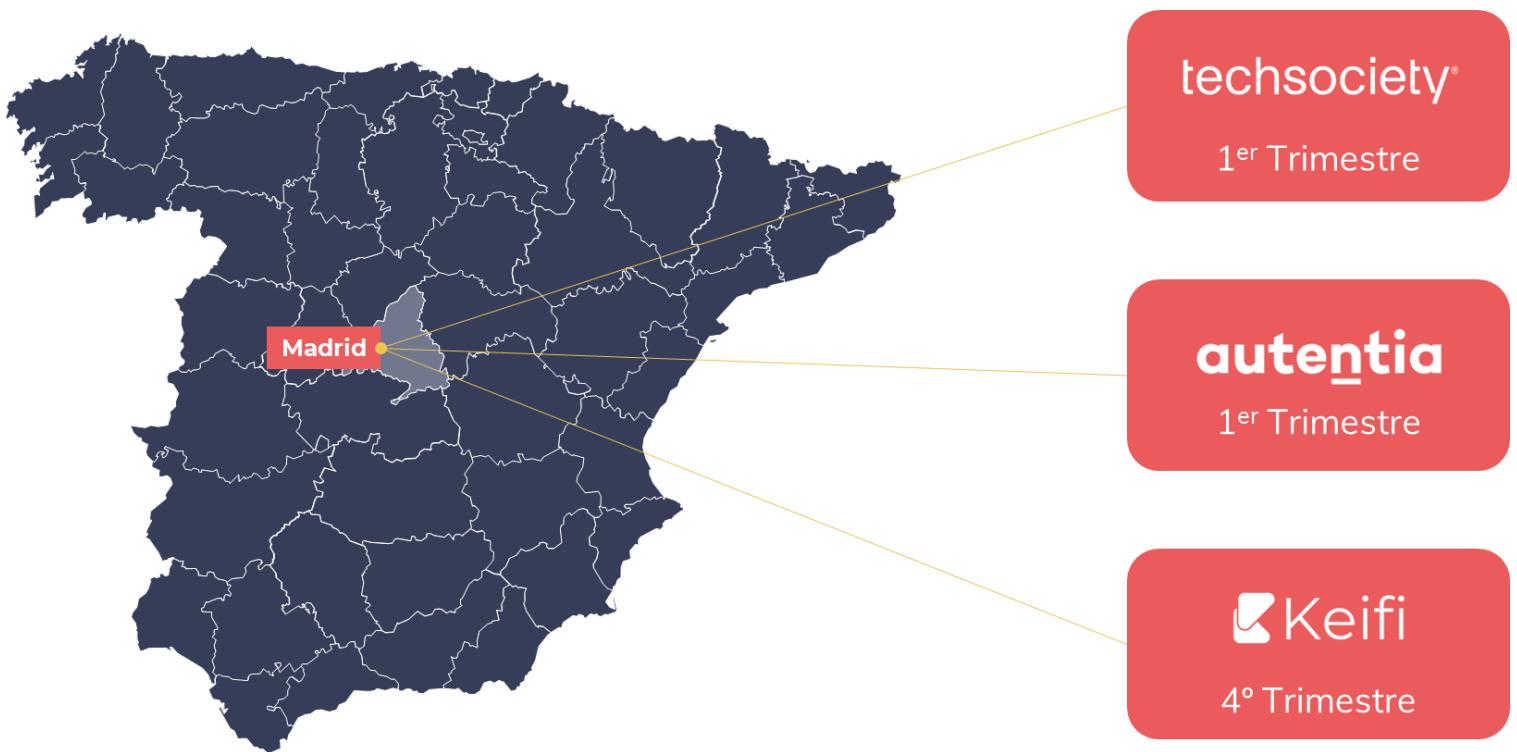 techsociety®
1er Trimestre
Madrid
autentia
1er Trimestre
Keifi
4º Trimestre